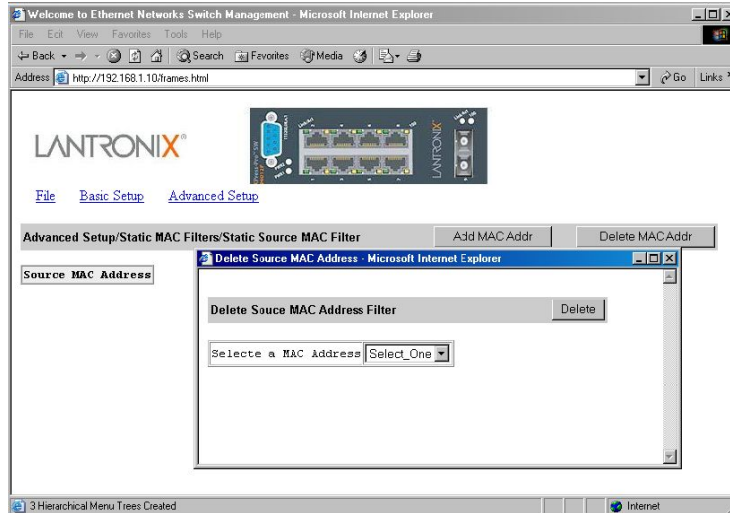 Welcome to Ethernet Networks Switch Management - Microsoft Internet Explorer
File Edit View Favorites Tools Help
Back Search Favorites Media
Address http://192.168.1.10/frames.html Go Links
LANTRONIX®
LANTRONIX
File Basic Setup Advanced Setup
Advanced Setup/Static MAC Filters/Static Source MAC Filter Add MAC Addr Delete MAC Addr
Source MAC Address
Delete Source MAC Address - Microsoft Internet Explorer
Delete Souce MAC Address Filter Delete
Selecte a MAC Address Select_One
3 Hierarchical Menu Trees Created Internet